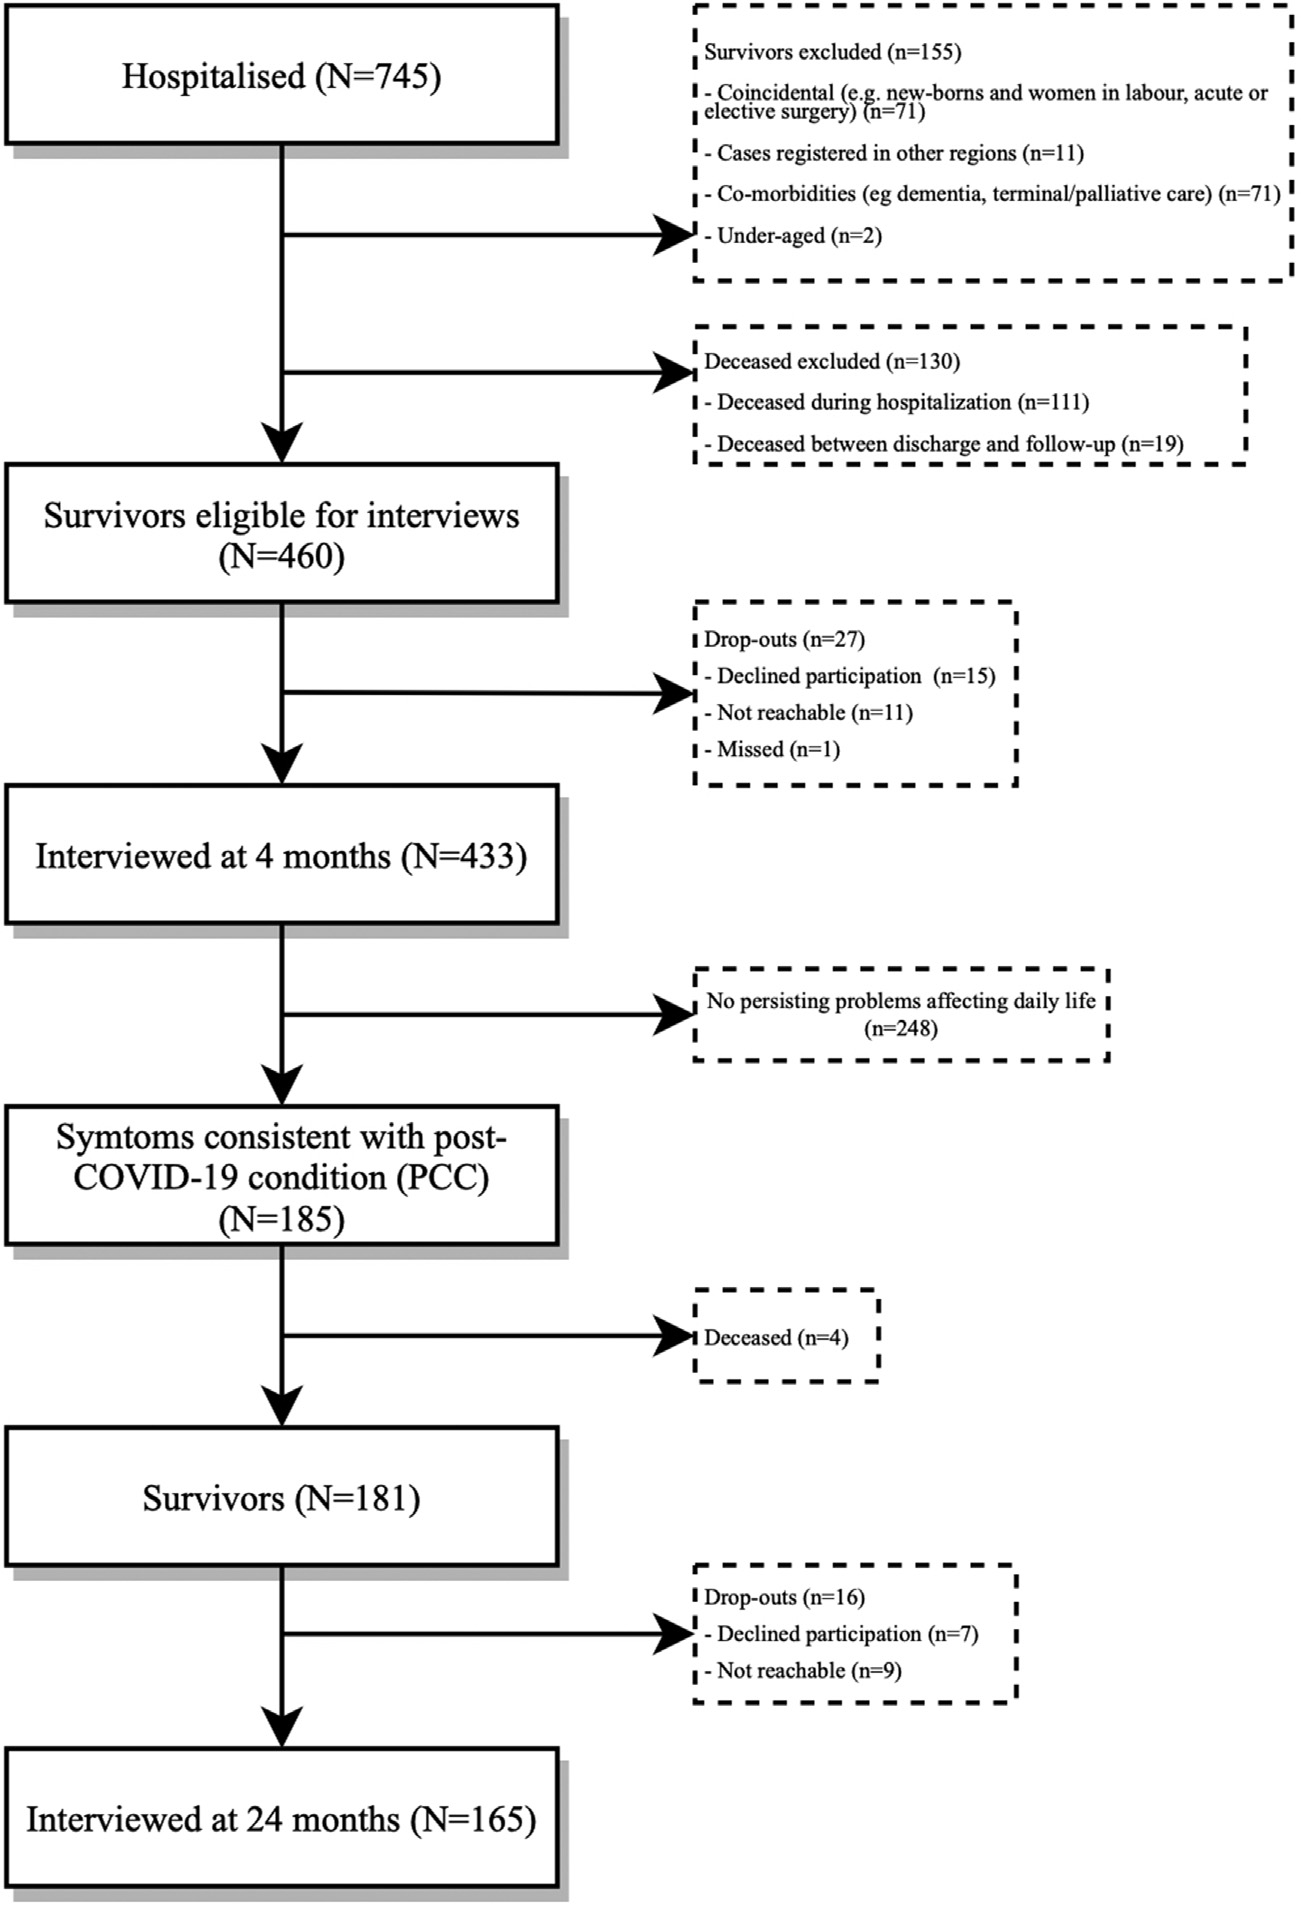 Hospitalised (N=745)
Survivors excluded (n=155)
- Coincidental (e.g. new-borns and women in labour, acute or
elective surgery) (n=71)
- Cases registered in other regions (n=11)
- Co-morbidities (eg dementia, terminal/palliative care) (n=71)
- Under-aged (n=2)
Deceased excluded (n=130)
- Deceased during hospitalization (n=111)
- Deceased between discharge and follow-up (n=19)
Survivors eligible for interviews
(N=460)
Drop-outs (n=27)
- Declined participation  (n=15)
- Not reachable (n=11)
- Missed (n=1)
Interviewed at 4 months (N=433)
No persisting problems affecting daily life
(n=248)
Symtoms consistent with post-
COVID-19 condition (PCC)
(N=185)
Deceased (n=4)
Survivors (N=181)
Drop-outs (n=16)
- Declined participation (n=7)
- Not reachable (n=9)
Interviewed at 24 months (N=165)